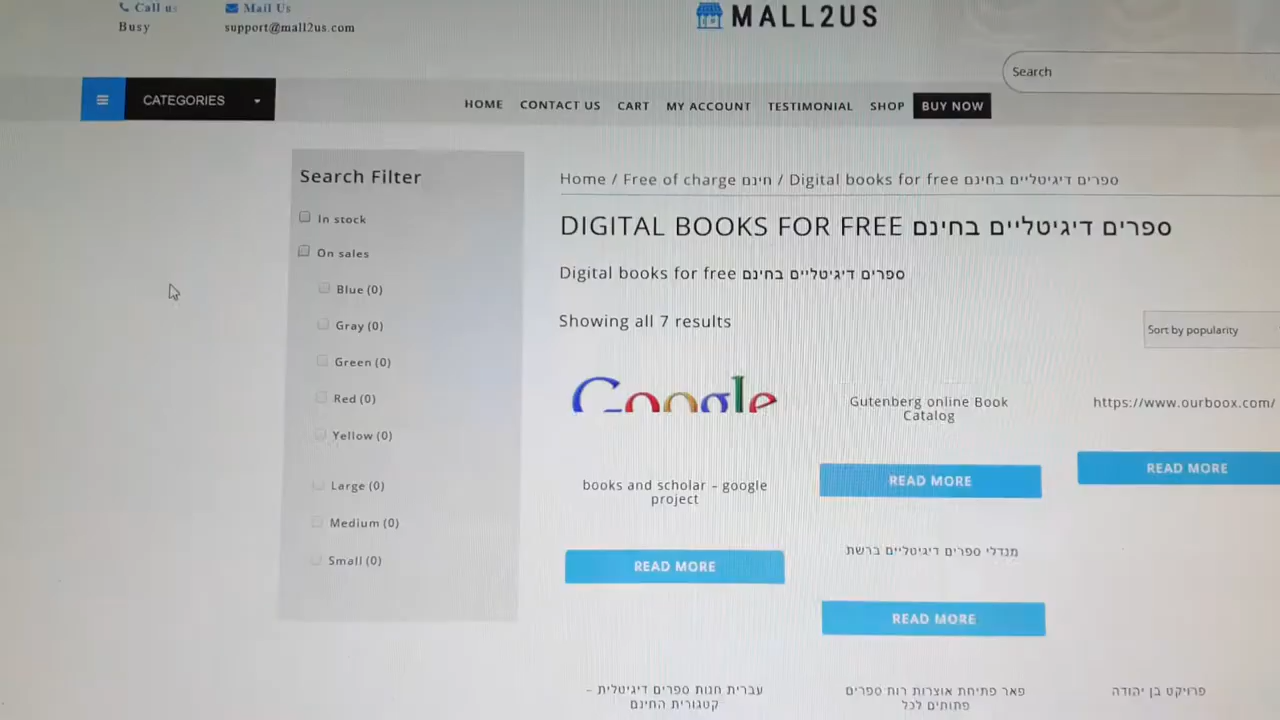 Call us
Mail Us
Busy
support@mall2us.com
MALL2US
Search
CATEGORIES
HOME CONTACT US CART MY ACCOUNT TESTIMONIAL SHOP BUY NOW
Search Filter
In stock
On sales
Blue (0)
Gray (0)
Green (0)
Red (0)
Yellow (0)
Large (0)
Medium (0)
Small (0)
Home / Free of charge חינם / Digital books for free ספרים דיגיטליים בחינם
DIGITAL BOOKS FOR FREE ספרים דיגיטליים בחינם
Digital books for free ספרים דיגיטליים בחינם
Showing all 7 results
Sort by popularity
Google
books and scholar – google
project
READ MORE
Gutenberg online Book
Catalog
READ MORE
https://www.ourboox.com/
READ MORE
מנדלי ספרים דיגיטליים ברשת
READ MORE
עברית חנות ספרים דיגיטלית –
קטגורית החינם
פאר פתיחת אוצרות רוח ספרים
פתוחים לכל
פרויקט בן יהודה